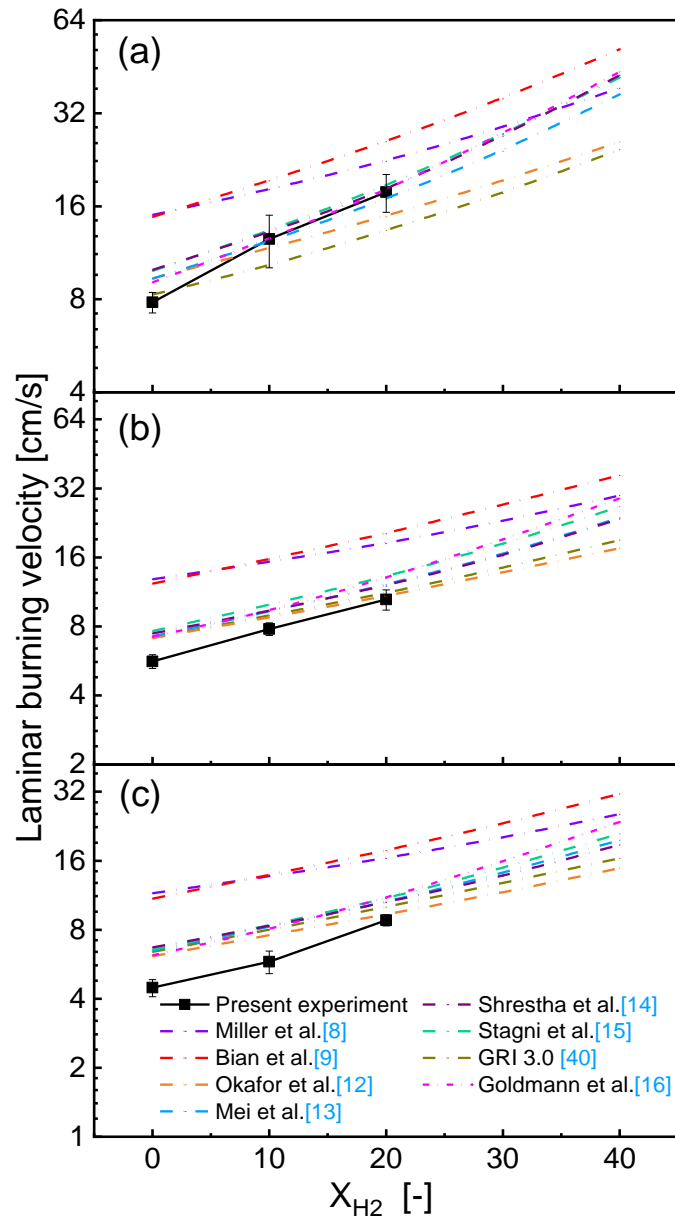 (a)
64
32
16
8
4
(b)
64
32
16
8
4
2
(c)
32
16
8
4
2
1
Laminar burning velocity [cm/s]
Present experiment
Miller et al.[8]
Bian et al.[9]
Okafor et al.[12]
Mei et al.[13]
Shrestha et al.[14]
Stagni et al.[15]
GRI 3.0 [40]
Goldmann et al.[16]
0 10 20 30 40
X_H2 [-]